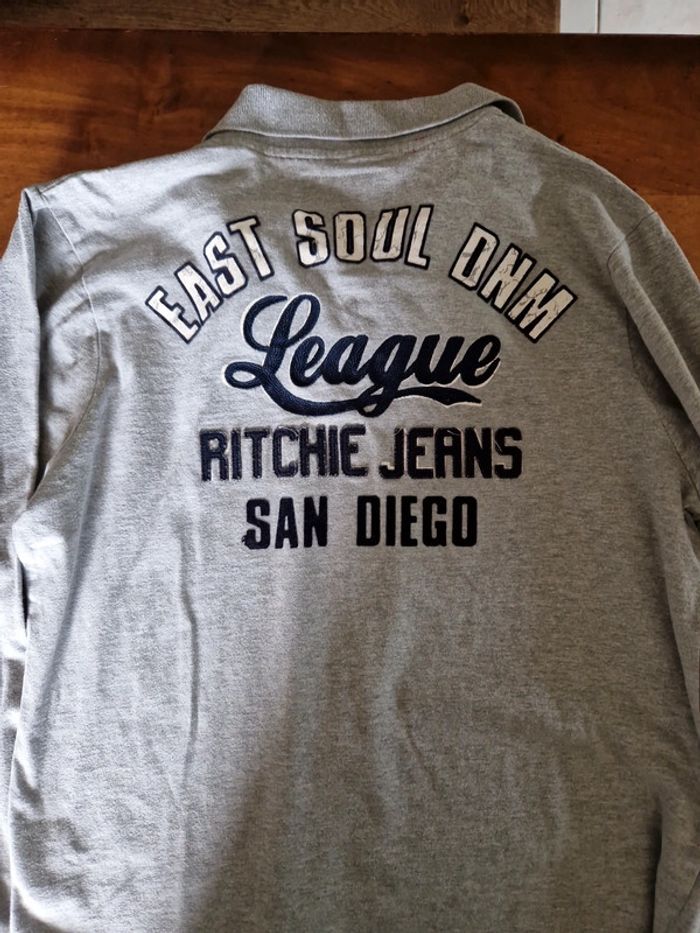 EAST SOUL DNM
League
RITCHIE JEANS
SAN DIEGO